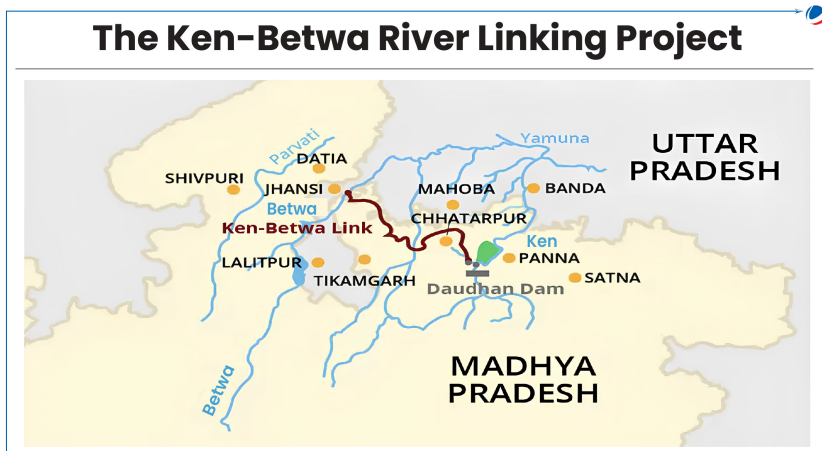 The Ken-Betwa River Linking Project
Parvati
Yamuna
UTTAR
PRADESH
DATIA
SHIVPURI
JHANSI
MAHOBA
BANDA
Betwa
CHHATARPUR
Ken-Betwa Link
Ken
LALITPUR
PANNA
TIKAMGARH
SATNA
Daudhan Dam
MADHYA
PRADESH
Betwa